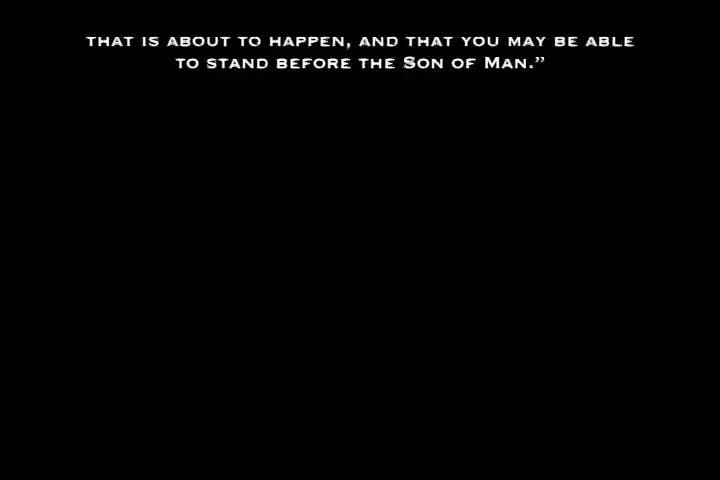 THAT IS ABOUT TO HAPPEN, AND THAT YOU MAY BE ABLE
TO STAND BEFORE THE SON OF MAN.”